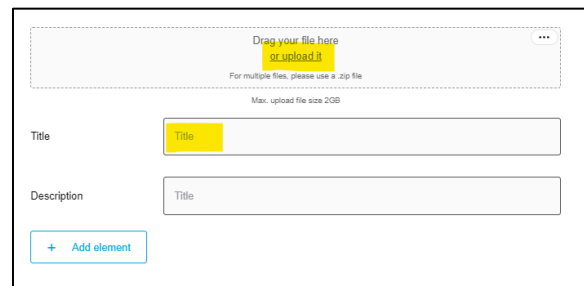 Drag your file here
or upload it
For multiple files, please use a .zip file
Max. upload file size 2GB
Title
Title
Description
Title
+ Add element